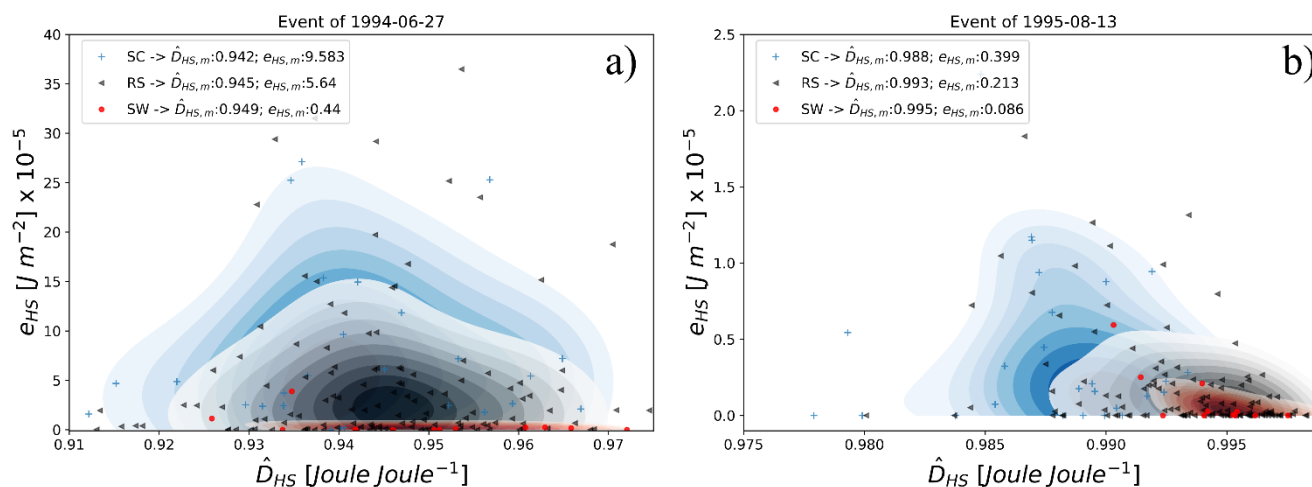 Event of 1994-06-27
a)
SC -> D̂HS, m:0.942; eHS, m:9.583
RS -> D̂HS, m:0.945; eHS, m:5.64
SW -> D̂HS, m:0.949; eHS, m:0.44
40
35
30
25
20
15
10
5
0
eHS [J m−2] x 10−5
0.91 0.92 0.93 0.94 0.95 0.96 0.97
D̂HS [Joule Joule−1]
Event of 1995-08-13
b)
SC -> D̂HS, m:0.988; eHS, m:0.399
RS -> D̂HS, m:0.993; eHS, m:0.213
SW -> D̂HS, m:0.995; eHS, m:0.086
2.5
2.0
1.5
1.0
0.5
0.0
eHS [J m−2] x 10−5
0.975 0.980 0.985 0.990 0.995
D̂HS [Joule Joule−1]